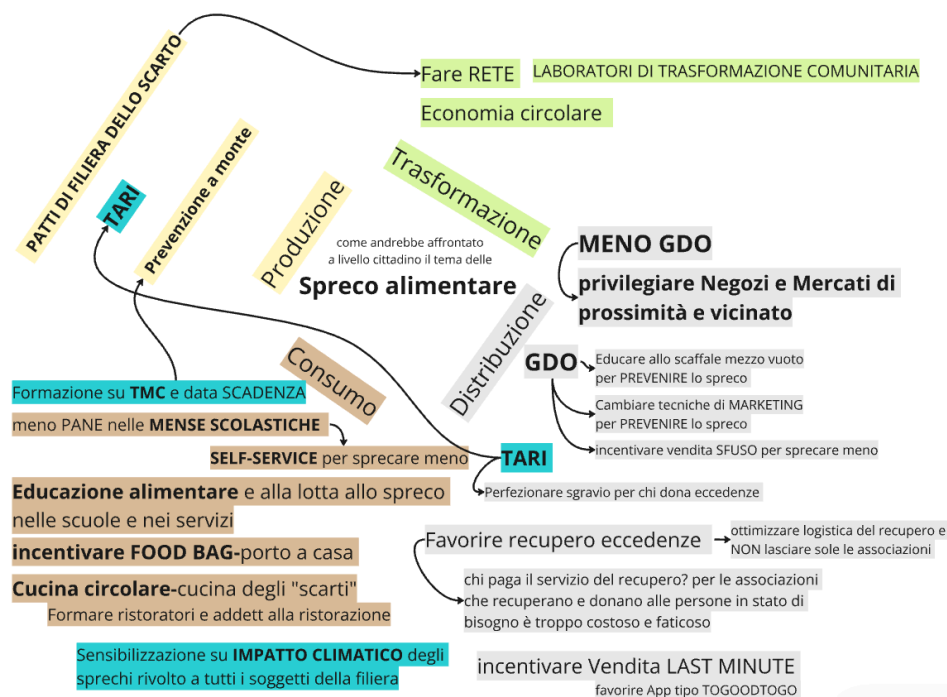 PATTI DI FILIERA DELLO SCARTO
TARI
Prevenzione a monte
Produzione
Fare RETE
LABORATORI DI TRASFORMAZIONE COMUNITARIA
Economia circolare
Trasformazione
come andrebbe affrontato
a livello cittadino il tema delle
Spreco alimentare
MENO GDO
privilegiare Negozi e Mercati di
prossimità e vicinato
Distribuzione
GDO
Educare allo scaffale mezzo vuoto
per PREVENIRE lo spreco
Cambiare tecniche di MARKETING
per PREVENIRE lo spreco
incentivare vendita SFUSO per sprecare meno
TARI
Perfezionare sgravio per chi dona eccedenze
Favorire recupero eccedenze
ottimizzare logistica del recupero e
NON lasciare sole le associazioni
chi paga il servizio del recupero? per le associazioni
che recuperano e donano alle persone in stato di
bisogno è troppo costoso e faticoso
incentivare Vendita LAST MINUTE
favorire App tipo TOGOODTOGO
Consumo
Formazione su TMC e data SCADENZA
meno PANE nelle MENSE SCOLASTICHE
SELF-SERVICE per sprecare meno
Educazione alimentare e alla lotta allo spreco
nelle scuole e nei servizi
incentivare FOOD BAG-porto a casa
Cucina circolare-cucina degli "scarti"
Formare ristoratori e addett alla ristorazione
Sensibilizzazione su IMPATTO CLIMATICO degli
sprechi rivolto a tutti i soggetti della filiera